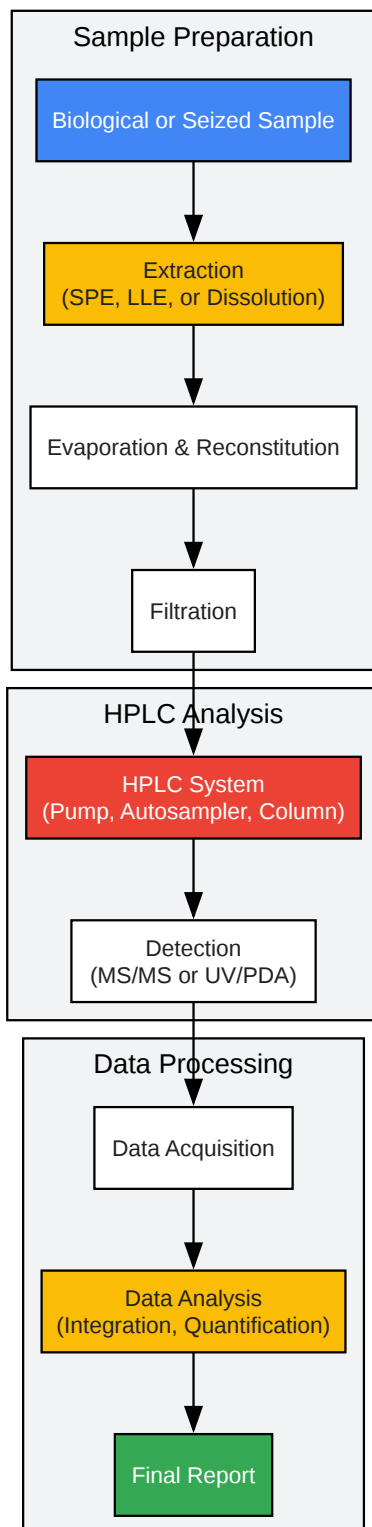 Sample Preparation
Biological or Seized Sample
Extraction
(SPE, LLE, or Dissolution)
Evaporation & Reconstitution
Filtration
HPLC Analysis
HPLC System
(Pump, Autosampler, Column)
Detection
(MS/MS or UV/PDA)
Data Processing
Data Acquisition
Data Analysis
(Integration, Quantification)
Final Report